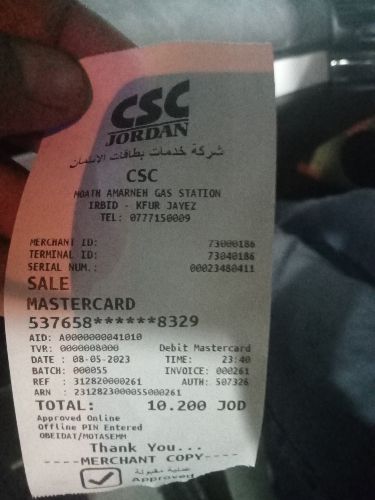 CSC
JORDAN
شركة خدمات بطاقات الائتمان
CSC
MOATH AMARNEH GAS STATION
IRBID - KFUR JAYEZ
TEL: 0777150009
MERCHANT ID: 73000186
TERMINAL ID: 73040186
SERIAL NUM.: 00023480411
SALE
MASTERCARD
537658******8329
AID: A0000000041010
TVR: 0000008000 Debit Mastercard
DATE : 08-05-2023 TIME: 23:40
BATCH: 000055 INVOICE: 000261
REF : 312820000261 AUTH: 507326
ARN : 2312823000055000261
TOTAL: 10.200 JOD
Approved Online
Offline PIN Entered
OBEIDAT/MOTASEMM
Thank You...
----MERCHANT COPY----
عملية مقبولة
Approved